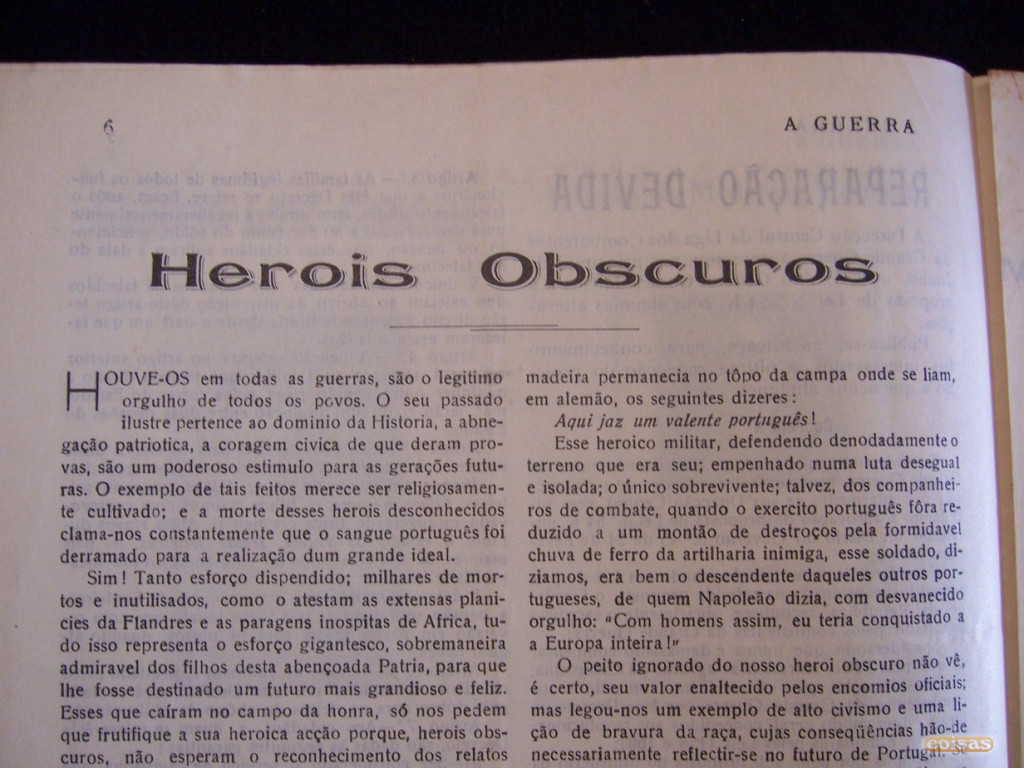 6
A GUERRA
Herois Obscuros
HOUVE-OS em todas as guerras, são o legitimo
orgulho de todos os povos. O seu passado
ilustre pertence ao dominio da Historia, a abne-
gação patriotica, a coragem civica de que deram pro-
vas, são um poderoso estimulo para as gerações futu-
ras. O exemplo de tais feitos merece ser religiosamen-
te cultivado; e a morte desses herois desconhecidos
clama-nos constantemente que o sangue português foi
derramado para a realização dum grande ideal.
Sim! Tanto esforço dispendido; milhares de mor-
tos e inutilisados, como o atestam as extensas plani-
cies da Flandres e as paragens inospitas de Africa, tu-
do isso representa o esforço gigantesco, sobremaneira
admiravel dos filhos desta abençoada Patria, para que
lhe fosse destinado um futuro mais grandioso e feliz.
Esses que caíram no campo da honra, só nos pedem
que frutifique a sua heroica acção porque, herois obs-
curos, não esperam o reconhecimento dos relatos
madeira permanecia no tôpo da campa onde se liam,
em alemão, os seguintes dizeres:
Aqui jaz um valente português!
Esse heroico militar, defendendo denodadamente o
terreno que era seu; empenhado numa luta desegual
e isolada; o único sobrevivente; talvez, dos companhei-
ros de combate, quando o exercito português fôra re-
duzido a um montão de destroços pela formidavel
chuva de ferro da artilharia inimiga, esse soldado, di-
ziamos, era bem o descendente daqueles outros por-
tugueses, de quem Napoleão dizia, com desvanecido
orgulho: "Com homens assim, eu teria conquistado a
a Europa inteira!"
O peito ignorado do nosso heroi obscuro não vê,
é certo, seu valor enaltecido pelos encomios oficiais;
mas legou-nos um exemplo de alto civismo e uma li-
ção de bravura da raça, cujas conseqüências hão-de
necessariamente reflectir-se no futuro de Portugal. Se
coisas